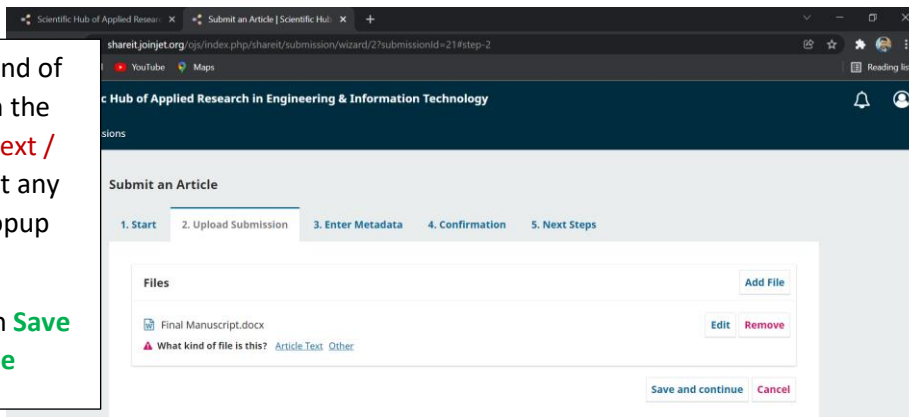 Scientific Hub of Applied Resear
Submit an Article | Scientific Hub
shareit.joinjet.org/ojs/index.php/shareit/submission/wizard/2?submissionId=21#step-2
YouTube Maps
Reading lis
nd of
n the
ext /
t any
opup
n Save
e
c Hub of Applied Research in Engineering & Information Technology
sions
Submit an Article
1. Start 2. Upload Submission 3. Enter Metadata 4. Confirmation 5. Next Steps
Files Add File
Final Manuscript.docx Edit Remove
What kind of file is this? Article Text Other
Save and continue Cancel